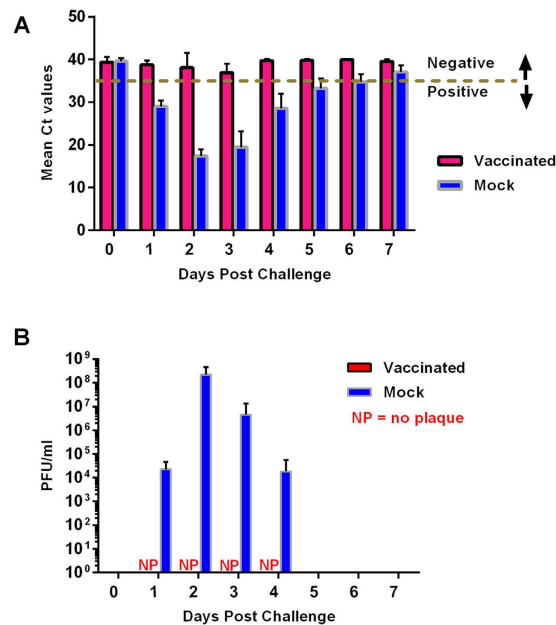 A
50
40
30
20
10
0
Mean Ct values
Negative
Positive
Vaccinated
Mock
0 1 2 3 4 5 6 7
Days Post Challenge
B
10⁹
10⁸
10⁷
10⁶
10⁵
10⁴
10³
10²
10¹
10⁰
PFU/ml
Vaccinated
Mock
NP = no plaque
NP NP NP NP
0 1 2 3 4 5 6 7
Days Post Challenge